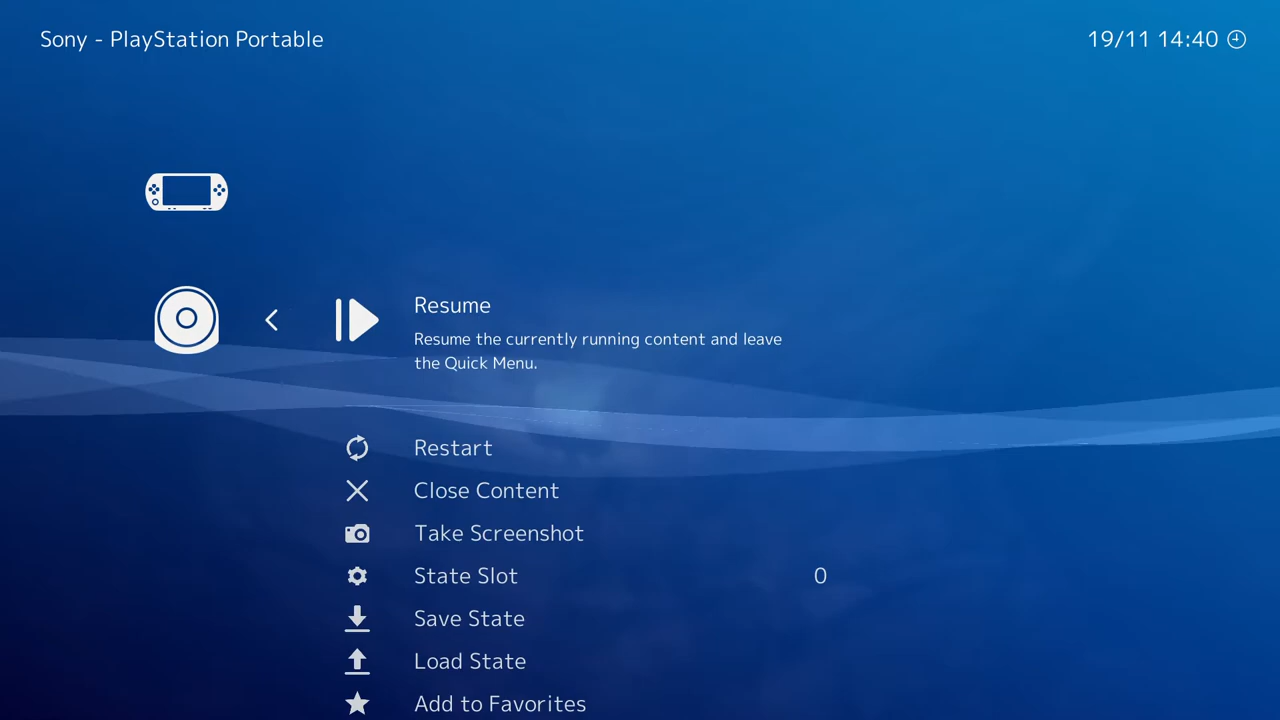 Sony - PlayStation Portable
19/11 14:40
Resume
Resume the currently running content and leave
the Quick Menu.
Restart
Close Content
Take Screenshot
State Slot 0
Save State
Load State
Add to Favorites